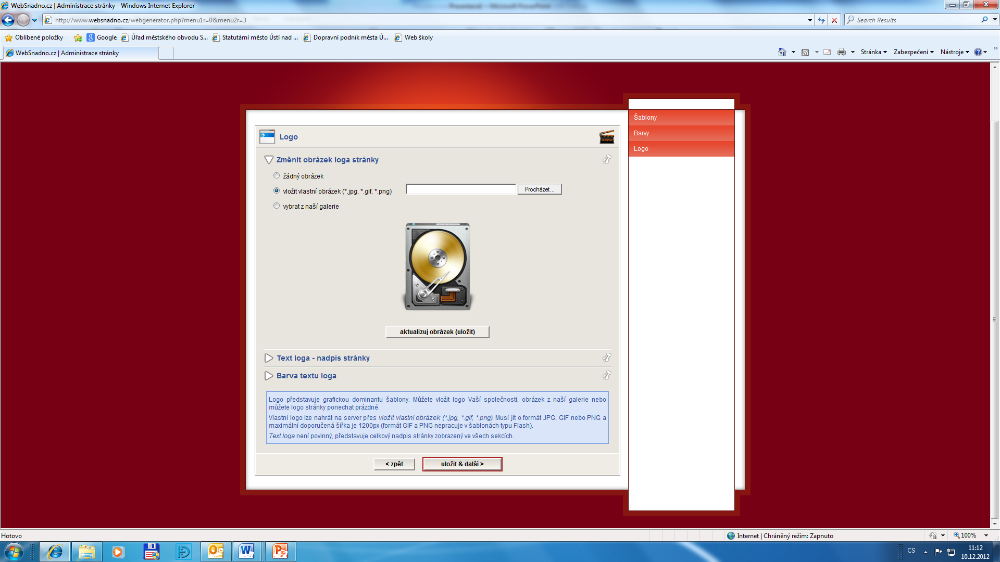 WebSnadno.cz | Administrace stránky - Windows Internet Explorer
http://www.websnadno.cz/webgenerator.php?menu1r=0&menu2r=3
Search Results
Oblíbené položky
Google
Úřad městského obvodu S...
Statutární město Ústí nad ...
Dopravní podnik města Ú...
Web školy
WebSnadno.cz | Administrace stránky
Stránka
Zabezpečení
Nástroje
»
Šablony
Barvy
Logo
Logo
Změnit obrázek loga stránky
žádný obrázek
vložit vlastní obrázek (*.jpg, *.gif, *.png)
Procházet...
vybrat z naší galerie
aktualizuj obrázek (uložit)
Text loga - nadpis stránky
Barva textu loga
Logo představuje grafickou dominantu šablony. Můžete vložit logo Vaší společnosti, obrázek z naší galerie nebo
můžete logo stránky ponechat prázdné.
Vlastní logo lze nahrát na server přes vložit vlastní obrázek (*.jpg, *.gif, *.png). Musí jít o formát JPG, GIF nebo PNG a
maximální doporučená šířka je 1200px (formát GIF a PNG nepracuje v šablonách typu Flash).
Text loga není povinný, představuje celkový nadpis stránky zobrazený ve všech sekcích.
< zpět
uložit & další >
Hotovo
Internet | Chráněný režim: Zapnuto
100%
CS
11:12
10.12.2012